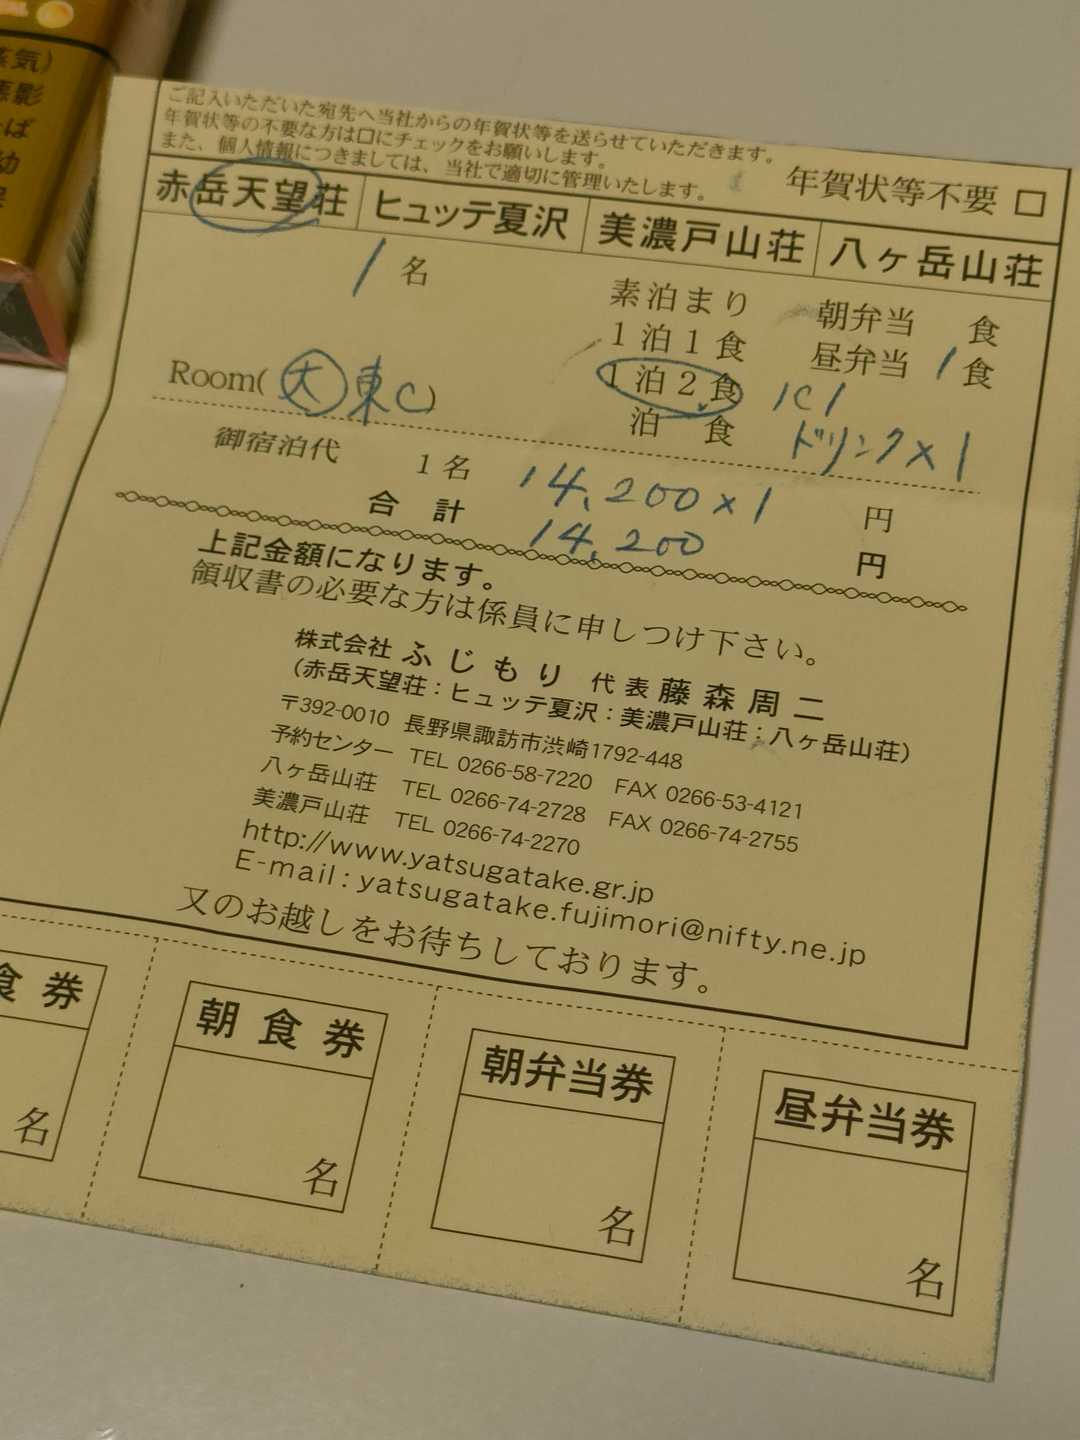 蒸気)
悪影
ご記入いただいた宛先へ当社からの年賀状等を送らせていただきます。
年賀状等の不要な方は口にチェックをお願いします。
また、個人情報につきましては、当社で適切に管理いたします。
年賀状等不要 □
赤岳天望荘 ヒュッテ夏沢 美濃戸山荘 八ヶ岳山荘
1 名
素泊まり 朝弁当 食
1泊1食 昼弁当 1食
1泊2食
泊 食 ドリンク×1
Room( 大 東C)
御宿泊代 1名 14,200×1 円
合計 14,200 円
上記金額になります。
領収書の必要な方は係員に申しつけ下さい。
株式会社 ふじもり 代表 藤森周二
(赤岳天望荘:ヒュッテ夏沢:美濃戸山荘:八ヶ岳山荘)
〒392-0010 長野県諏訪市渋崎1792-448
予約センター TEL 0266-58-7220 FAX 0266-53-4121
八ヶ岳山荘 TEL 0266-74-2728 FAX 0266-74-2755
美濃戸山荘 TEL 0266-74-2270
http://www.yatsugatake.gr.jp
E-mail:yatsugatake.fujimori@nifty.ne.jp
又のお越しをお待ちしております。
食券 朝食券 朝弁当券 昼弁当券
名 名 名 名